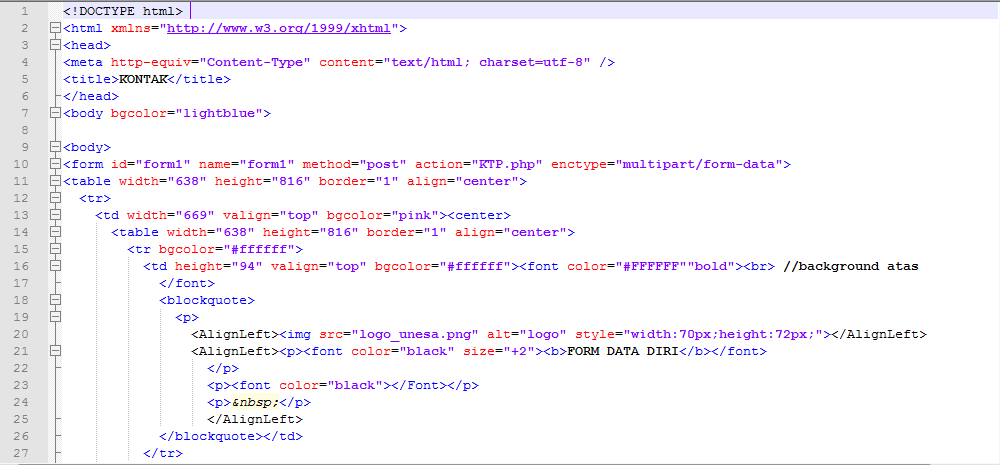 1 <!DOCTYPE html>
2 <html xmlns="http://www.w3.org/1999/xhtml">
3 <head>
4 <meta http-equiv="Content-Type" content="text/html; charset=utf-8" />
5 <title>KONTAK</title>
6 </head>
7 <body bgcolor="lightblue">
8
9 <body>
10 <form id="form1" name="form1" method="post" action="KTP.php" enctype="multipart/form-data">
11 <table width="638" height="816" border="1" align="center">
12 <tr>
13 <td width="669" valign="top" bgcolor="pink"><center>
14 <table width="638" height="816" border="1" align="center">
15 <tr bgcolor="#ffffff">
16 <td height="94" valign="top" bgcolor="#ffffff"><font color="#FFFFFF""bold"><br> //background atas
17 </font>
18 <blockquote>
19 <p>
20 <AlignLeft><img src="logo_unesa.png" alt="logo" style="width:70px;height:72px;"></AlignLeft>
21 <AlignLeft><p><font color="black" size="+2"><b>FORM DATA DIRI</b></font>
22 </p>
23 <p><font color="black"></Font></p>
24 <p>&nbsp;</p>
25 </AlignLeft>
26 </blockquote></td>
27 </tr>